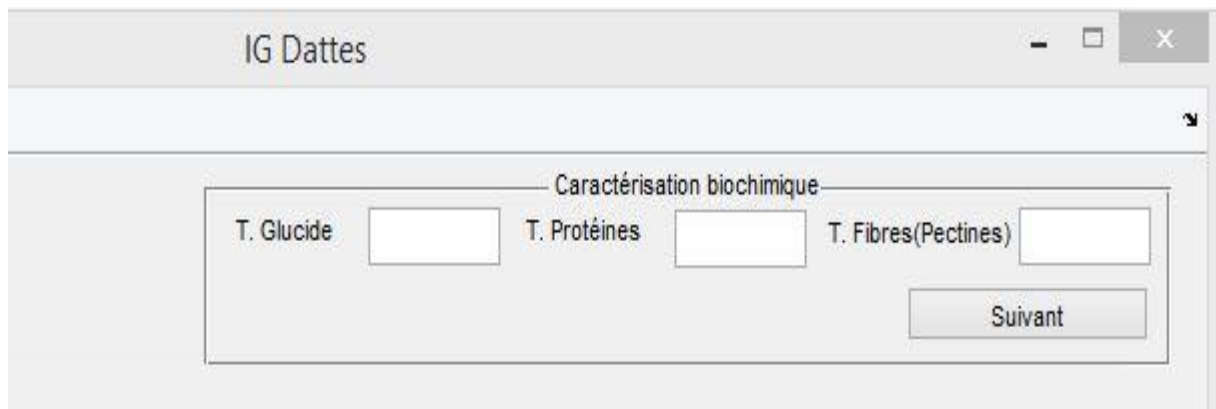 IG Dattes
Caractérisation biochimique
T. Glucide T. Protéines T. Fibres(Pectines)
Suivant